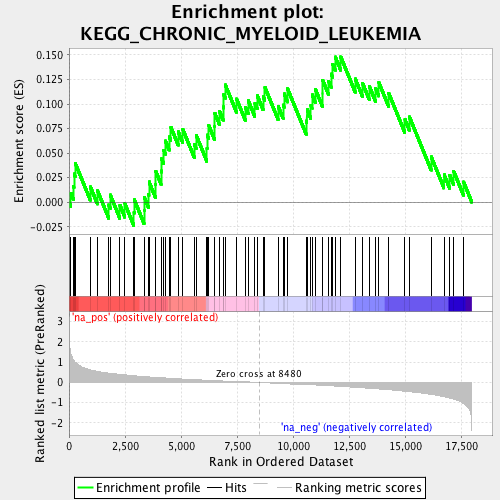 Enrichment plot:
KEGG_CHRONIC_MYELOID_LEUKEMIA
Enrichment score (ES)
0.150
0.125
0.100
0.075
0.050
0.025
0.000
-0.025
'na_pos' (positively correlated)
Ranked list metric (PreRanked)
3
2
1
0
-1
-2
Zero cross at 8480
'na_neg' (negatively correlated)
0
2,500
5,000
7,500
10,000
12,500
15,000
17,500
Rank in Ordered Dataset
Enrichment profile
Hits
Ranking metric scores